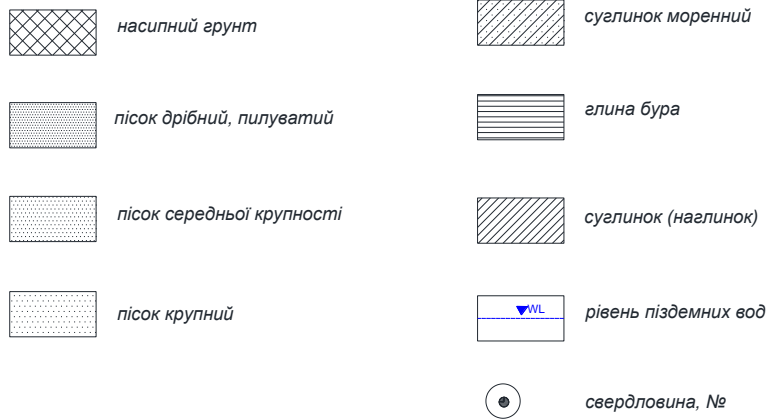 насипний грунт
пісок дрібний, пилуватий
пісок середньої крупності
пісок крупний
суглинок моренний
глина бура
суглинок (наглинок)
WL
рівень піздемних вод
свердловина, №